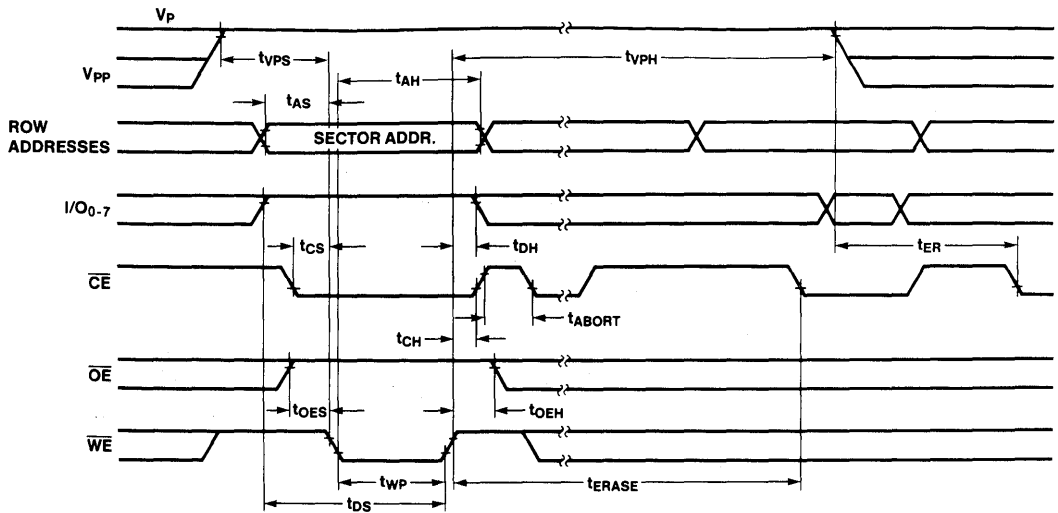 VP
tVPS
tVPH
VPP
tAH
tAS
ROW
ADDRESSES
SECTOR ADDR.
I/O0-7
tCS
tDH
tER
CE
tABORT
tCH
OE
tOES
tOEH
WE
tWP
tERASE
tDS